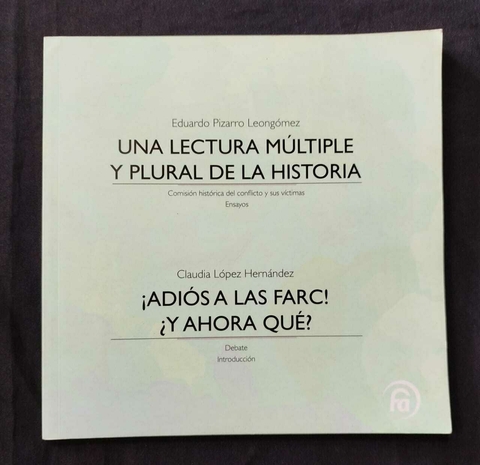 Eduardo Pizarro Leongómez
UNA LECTURA MÚLTIPLE
Y PLURAL DE LA HISTORIA
Comisión histórica del conflicto y sus víctimas
Ensayos
Claudia López Hernández
¡ADIÓS A LAS FARC!
¿Y AHORA QUÉ?
Debate
Introducción